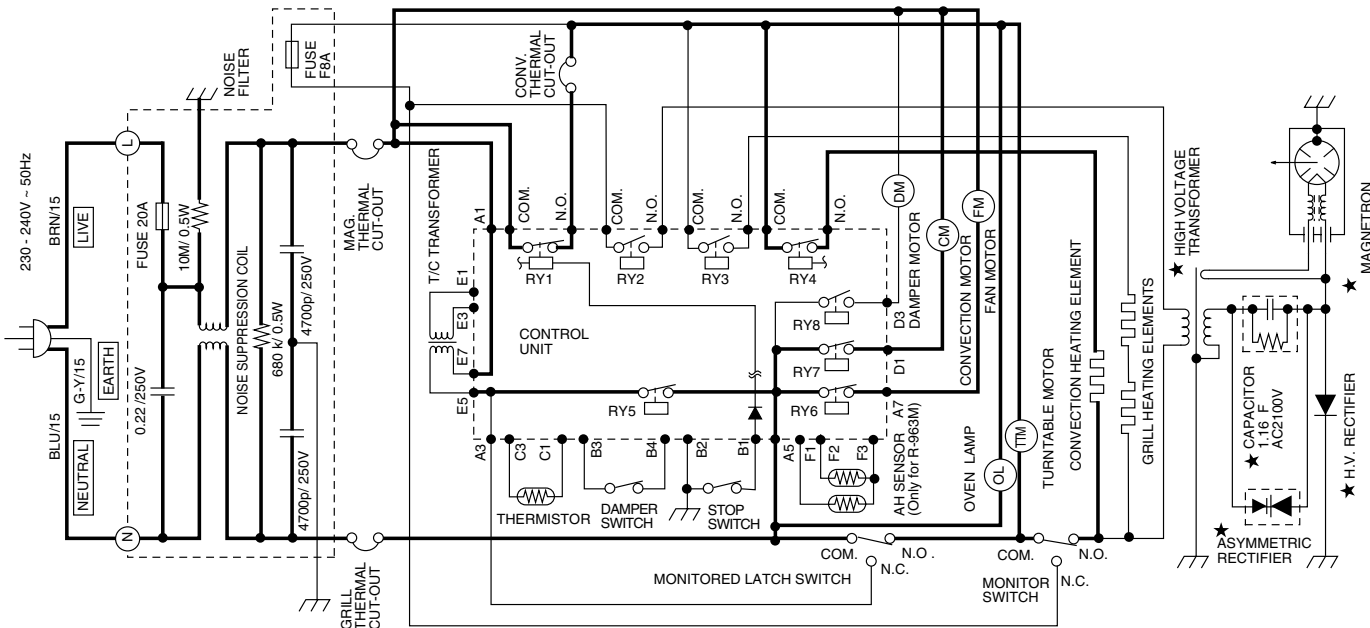 230 - 240V ~ 50Hz
BRN/15
LIVE
G-Y/15
EARTH
BLU/15
NEUTRAL
L
N
NOISE
FILTER
FUSE
F8A
FUSE 20A
10M/ 0.5W
0.22 /250V
NOISE SUPPRESSION COIL
680 k/ 0.5W
4700p/ 250V
4700p/ 250V
MAG.
THERMAL
CUT-OUT
GRILL
THERMAL
CUT-OUT
T/C TRANSFORMER
CONV.
THERMAL
CUT-OUT
A1
COM.
N.O.
COM.
N.O.
COM.
N.O.
COM.
N.O.
RY1
RY2
RY3
RY4
E1
E3
E7
E5
CONTROL
UNIT
RY5
RY8
RY7
RY6
D3
D1
A7
A3
C3
C1
B3
B4
B2
B1
A5
F1
F2
F3
THERMISTOR
DAMPER
SWITCH
STOP
SWITCH
AH SENSOR
(Only for R-963M)
DM
DAMPER MOTOR
CM
CONVECTION MOTOR
FM
FAN MOTOR
OL
OVEN LAMP
TTM
TURNTABLE MOTOR
CONVECTION HEATING ELEMENT
GRILL HEATING ELEMENTS
COM.
N.O .
N.C.
MONITORED LATCH SWITCH
COM.
N.O.
N.C.
MONITOR
SWITCH
★ HIGH VOLTAGE
TRANSFORMER
★ CAPACITOR
1.16 F
AC2100V
★ ASYMMETRIC
RECTIFIER
★ H.V. RECTIFIER
★ MAGNETRON